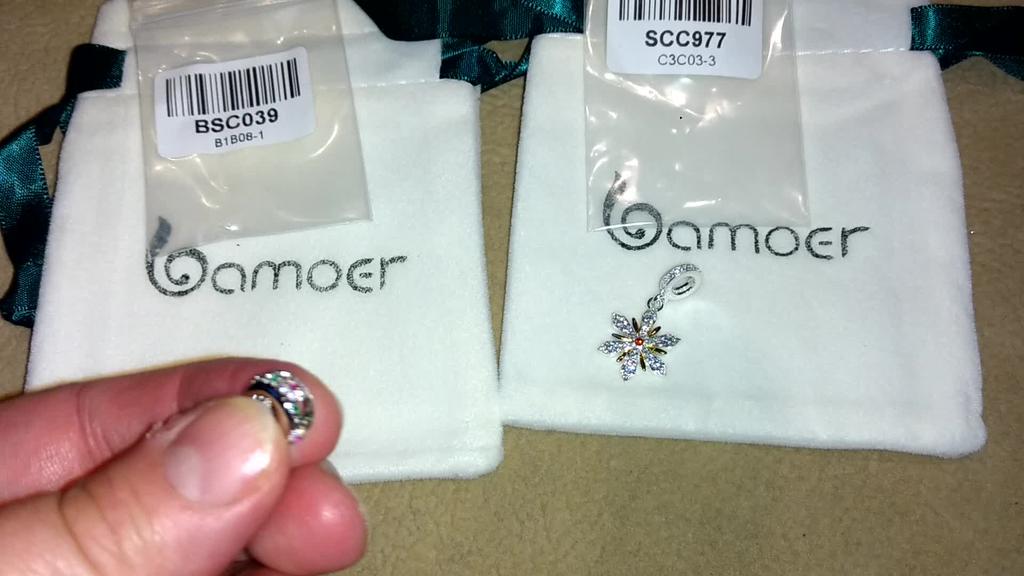 BSC039
B1B08-1
bamoer
SCC977
C3C03-3
bamoer